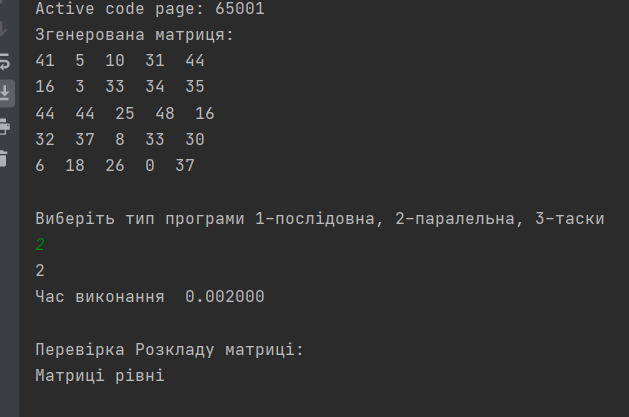 Active code page: 65001
Згенерована матриця:
41 5 10 31 44
16 3 33 34 35
44 44 25 48 16
32 37 8 33 30
6 18 26 0 37
Виберіть тип програми 1-послідовна, 2-паралельна, 3-таски
2
2
Час виконання 0.002000
Перевірка Розкладу матриці:
Матриці рівні